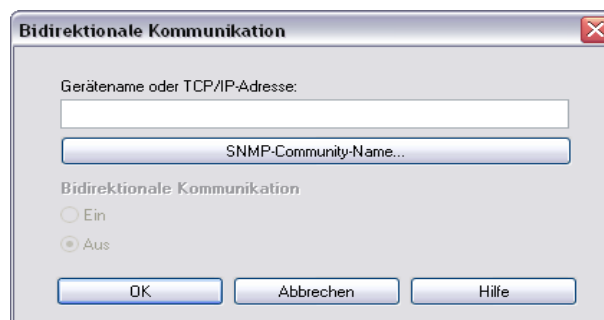 Bidirektionale Kommunikation
Gerätename oder TCP/IP-Adresse:
SNMP-Community-Name...
Bidirektionale Kommunikation
Ein
Aus
OK Abbrechen Hilfe